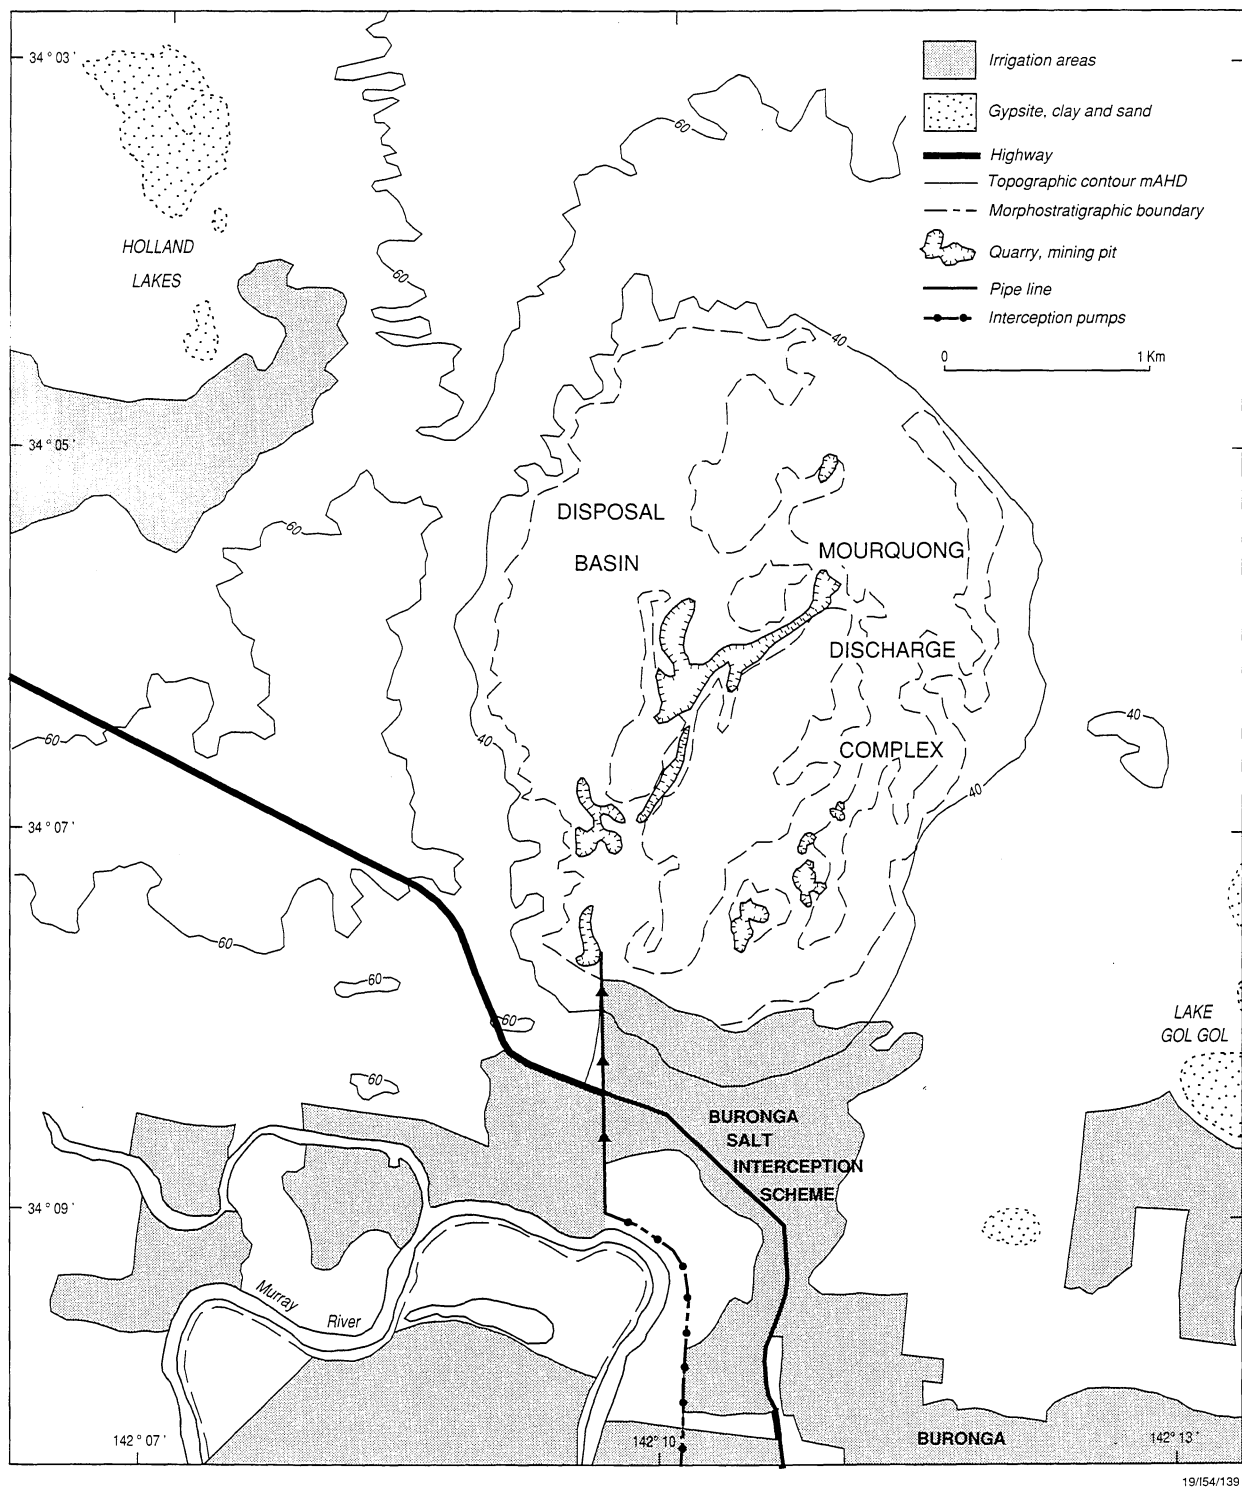 34° 03'
Irrigation areas
Gypsite, clay and sand
60
Highway
Topographic contour mAHD
Morphostratigraphic boundary
HOLLAND
LAKES
Quarry, mining pit
60
Pipe line
Interception pumps
40
0 1 Km
34° 05'
DISPOSAL
60
MOURQUONG
BASIN
DISCHARGE
40
60
40
COMPLEX
40
34° 07'
60
60
LAKE
GOL GOL
60
60
BURONGA
SALT
INTERCEPTION
SCHEME
34° 09'
Murray
River
142° 07'
142° 10'
BURONGA
142° 13'
19/I54/139